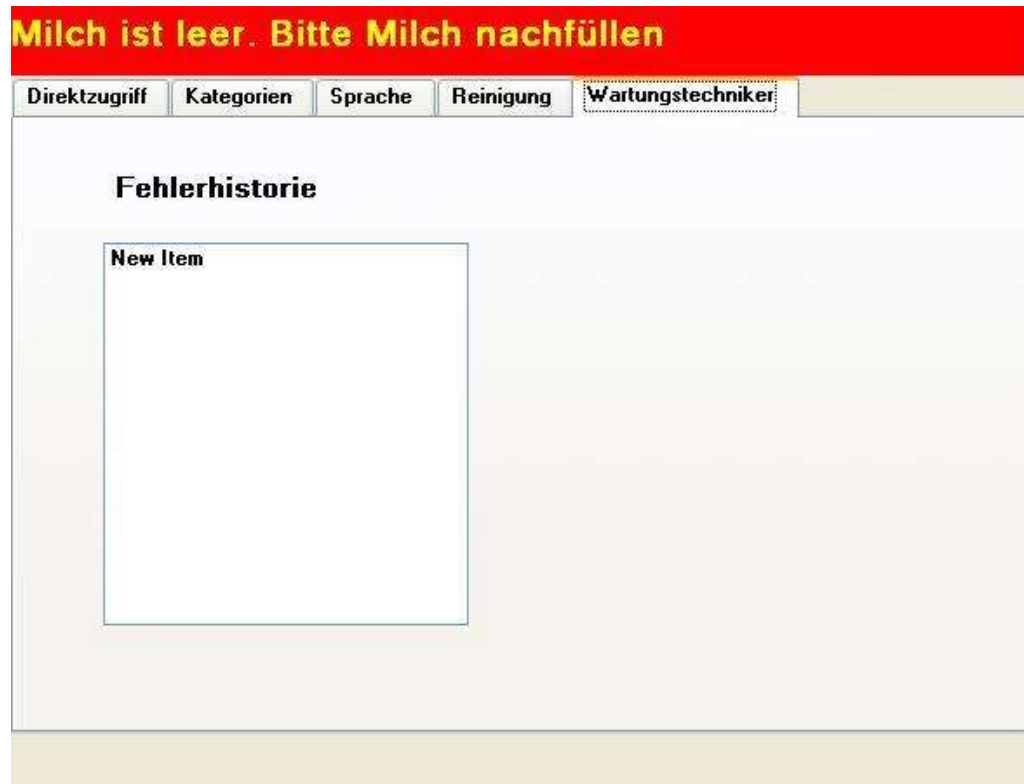 Milch ist leer. Bitte Milch nachfüllen
Direktzugriff Kategorien Sprache Reinigung Wartungstechniker
Fehlerhistorie
New Item